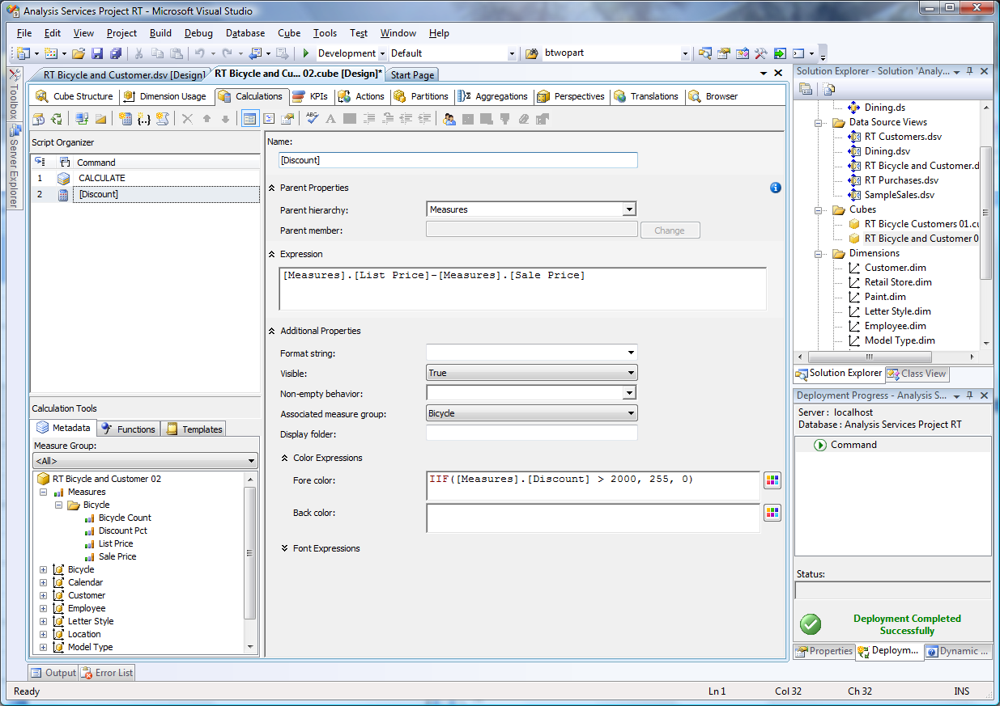 Analysis Services Project RT - Microsoft Visual Studio
File Edit View Project Build Debug Database Cube Tools Test Window Help
Development Default btwopart
Toolbox
Server Explorer
RT Bicycle and Customer.dsv [Design] RT Bicycle and Cu... 02.cube [Design]* Start Page
Cube Structure Dimension Usage Calculations KPIs Actions Partitions Aggregations Perspectives Translations Browser
Script Organizer
Command
1 CALCULATE
2 [Discount]
Calculation Tools
Metadata Functions Templates
Measure Group:
<All>
RT Bicycle and Customer 02
Measures
Bicycle
Bicycle Count
Discount Pct
List Price
Sale Price
Bicycle
Calendar
Customer
Employee
Letter Style
Location
Model Type
Name:
[Discount]
Parent Properties
Parent hierarchy: Measures
Parent member: Change
Expression
[Measures].[List Price]-[Measures].[Sale Price]
Additional Properties
Format string:
Visible: True
Non-empty behavior:
Associated measure group: Bicycle
Display folder:
Color Expressions
Fore color: IIF([Measures].[Discount] > 2000, 255, 0)
Back color:
Font Expressions
Solution Explorer - Solution 'Analy...
Dining.ds
Data Source Views
RT Customers.dsv
Dining.dsv
RT Bicycle and Customer.d
RT Purchases.dsv
SampleSales.dsv
Cubes
RT Bicycle Customers 01.cu
RT Bicycle and Customer 0
Dimensions
Customer.dim
Retail Store.dim
Paint.dim
Letter Style.dim
Employee.dim
Model Type.dim
Solution Explorer Class View
Deployment Progress - Analysis S...
Server : localhost
Database : Analysis Services Project RT
Command
Status:
Deployment Completed
Successfully
Properties Deploym... Dynamic ...
Output Error List
Ready Ln 1 Col 32 Ch 32 INS